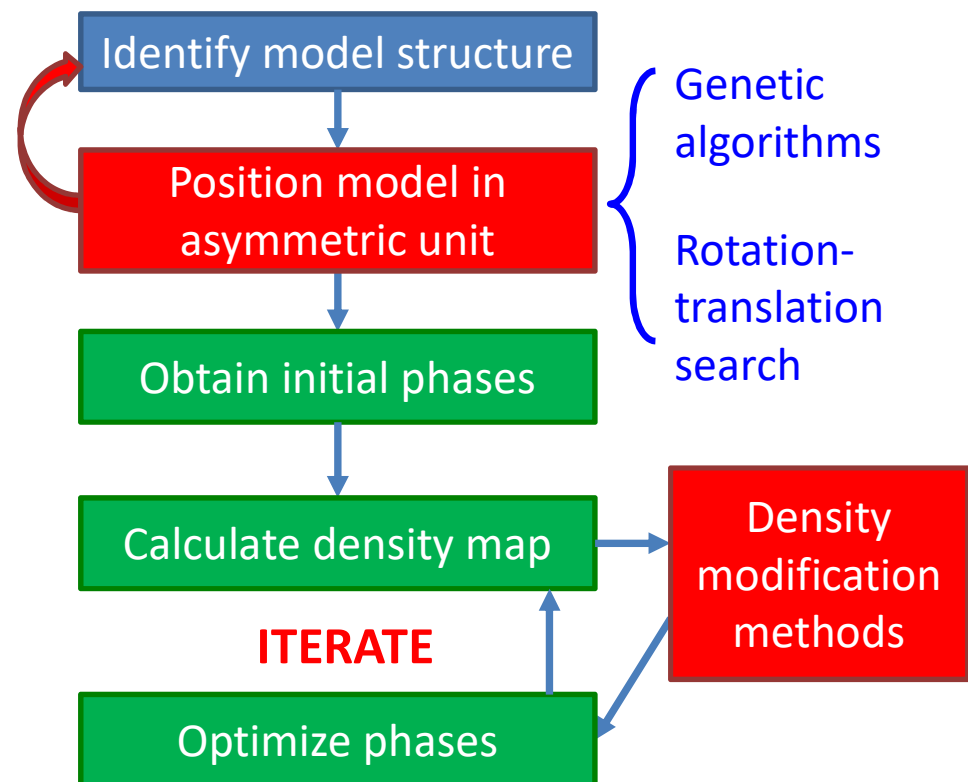 Identify model structure
Position model in
asymmetric unit
Genetic
algorithms
Rotation-
translation
search
Obtain initial phases
Calculate density map
Density
modification
methods
ITERATE
Optimize phases